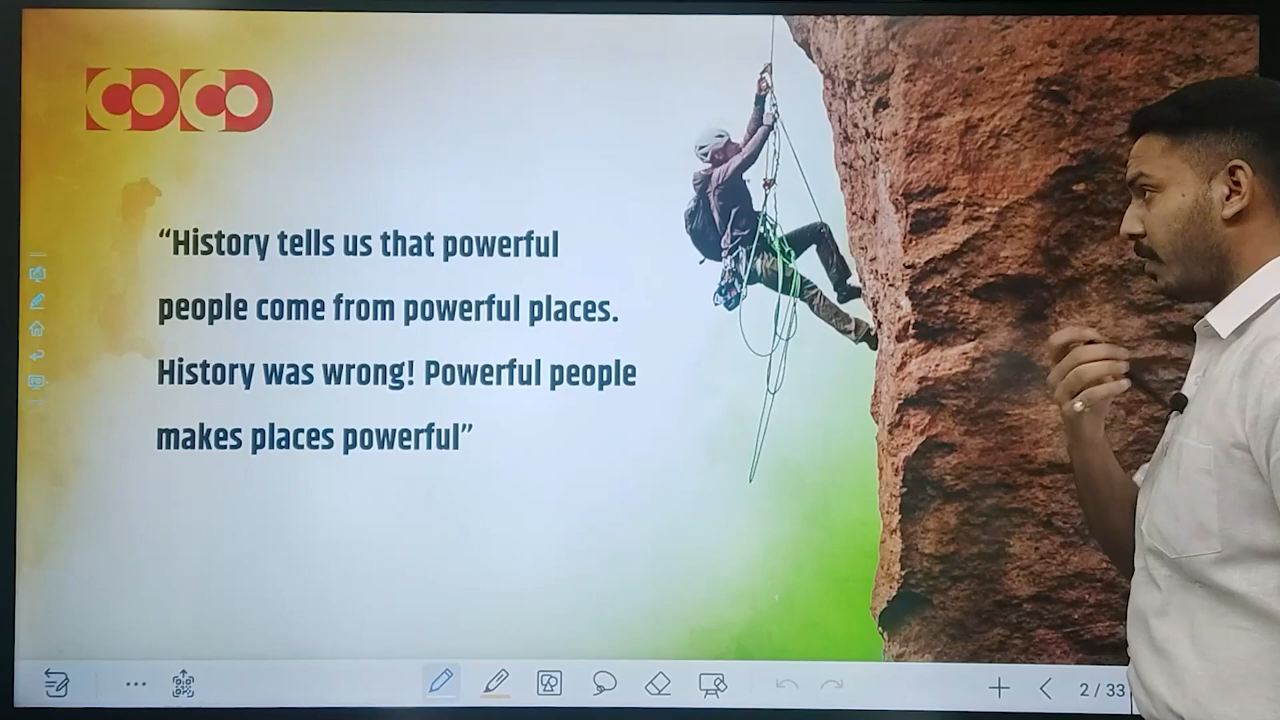 COCO
“History tells us that powerful
people come from powerful places.
History was wrong! Powerful people
makes places powerful”
2 / 33